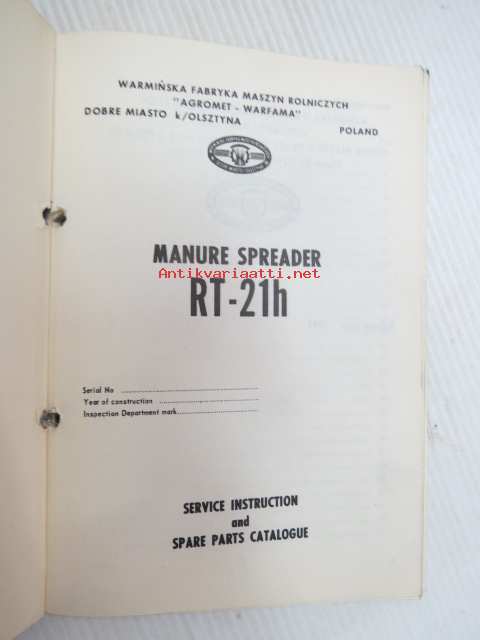 WARMIŃSKA FABRYKA MASZYN ROLNICZYCH
"AGROMET - WARFAMA"
DOBRE MIASTO k/OLSZTYNA POLAND
MANURE SPREADER
Antikvariaatti.net
RT-21h
Serial No
Year of construction
Inspection Department mark
SERVICE INSTRUCTION
and
SPARE PARTS CATALOGUE